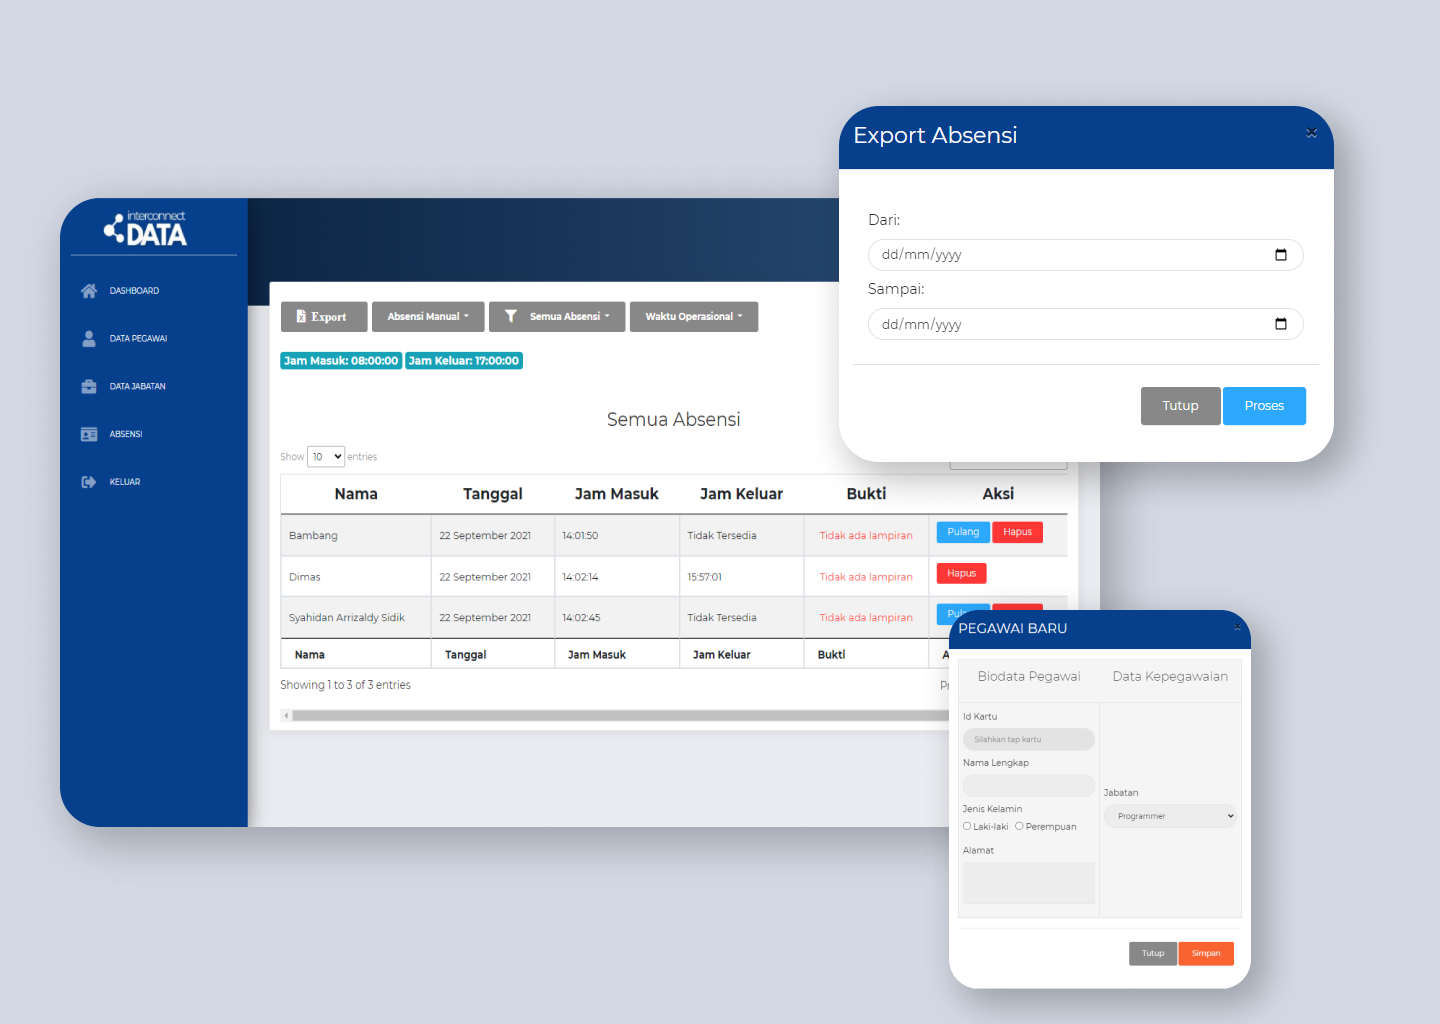 interconnect
DATA
DASHBOARD
DATA PEGAWAI
DATA JABATAN
ABSENSI
KELUAR
Export
Absensi Manual
Semua Absensi
Waktu Operasional
Jam Masuk: 08:00:00 Jam Keluar: 17:00:00
Semua Absensi
Show 10 entries
Nama Tanggal Jam Masuk Jam Keluar Bukti Aksi
Bambang 22 September 2021 14:01:50 Tidak Tersedia Tidak ada lampiran Pulang Hapus
Dimas 22 September 2021 14:02:14 15:57:01 Tidak ada lampiran Hapus
Syahidan Arrizaldy Sidik 22 September 2021 14:02:45 Tidak Tersedia Tidak ada lampiran
Nama Tanggal Jam Masuk Jam Keluar Bukti
Showing 1 to 3 of 3 entries
Export Absensi
×
Dari:
dd/mm/yyyy
Sampai:
dd/mm/yyyy
Tutup Proses
PEGAWAI BARU
×
Biodata Pegawai Data Kepegawaian
Id Kartu
Silahkan tap kartu
Nama Lengkap
Jenis Kelamin
Laki-laki Perempuan
Alamat
Jabatan
Programmer
Tutup Simpan